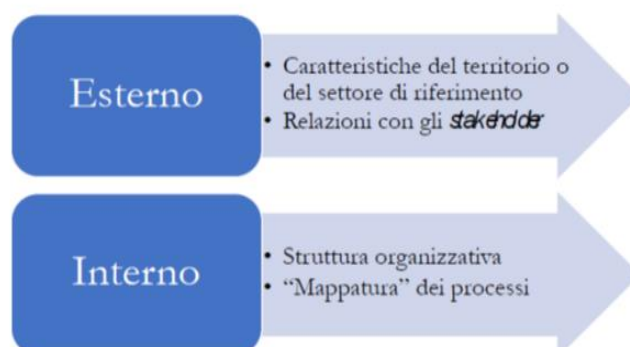 Esterno
• Caratteristiche del territorio o
del settore di riferimento
• Relazioni con gli stakeholder
Interno
• Struttura organizzativa
• “Mappatura” dei processi